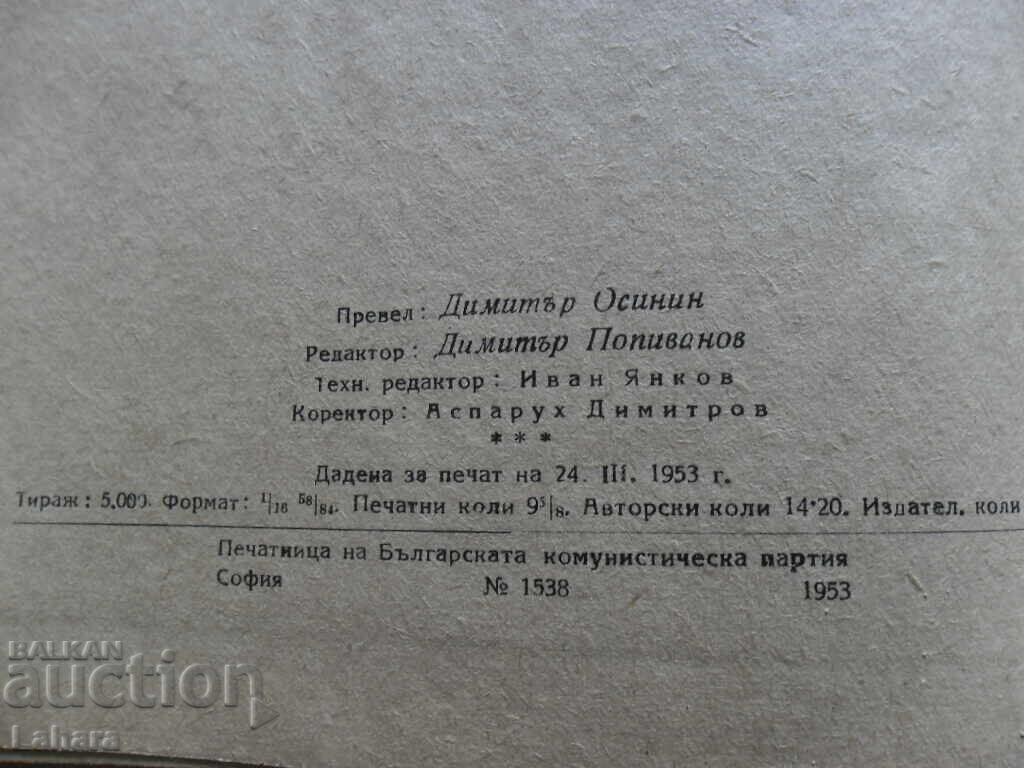 Превел: Димитър Осинин
Редактор: Димитър Попиванов
Техн. редактор: Иван Янков
Коректор: Аспарух Димитров
* * *
Дадена за печат на 24. III. 1953 г.
Тираж: 5.000. Формат: 1/16 58/84. Печатни коли 9 5/8. Авторски коли 14·20. Издател. коли
Печатница на Българската комунистическа партия
София № 1538 1953
BALKAN
auction
Lahara